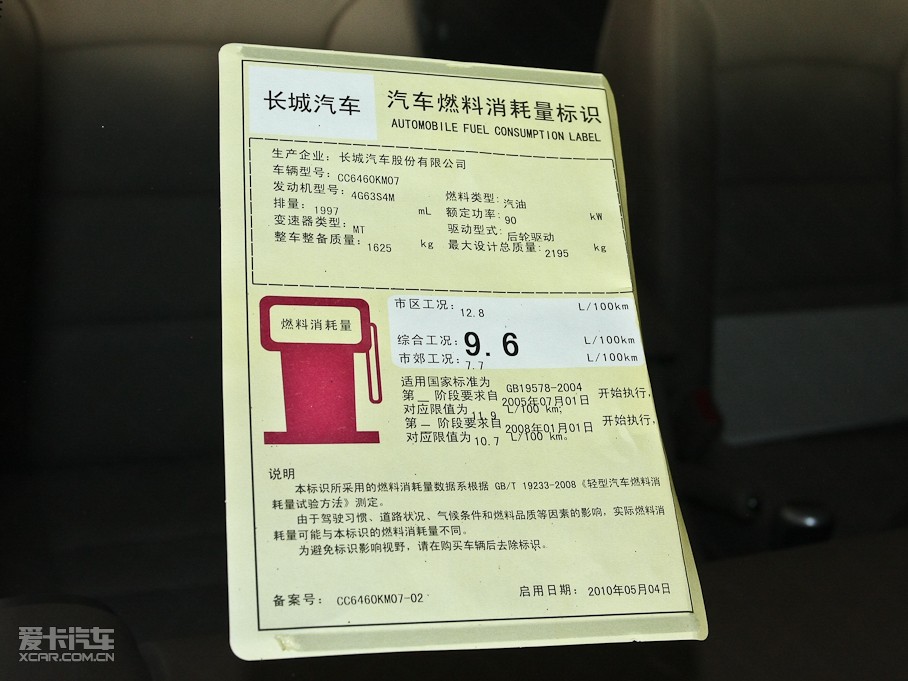 长城汽车
汽车燃料消耗量标识
AUTOMOBILE FUEL CONSUMPTION LABEL
生产企业: 长城汽车股份有限公司
车辆型号: CC6460KM07
发动机型号: 4G63S4M 燃料类型: 汽油
排量: 1997 mL 额定功率: 90 kW
变速器类型: MT 驱动型式: 后轮驱动
整车整备质量: 1625 kg 最大设计总质量: 2195 kg
燃料消耗量
市区工况: 12.8 L/100km
综合工况: 9.6 L/100km
市郊工况: 7.7 L/100km
适用国家标准为 GB19578-2004
第一阶段要求自 2005年07月01日 开始执行,
对应限值为 11.9 L/100 km;
第二阶段要求自 2008年01月01日 开始执行,
对应限值为 10.7 L/100 km。
说明
本标识所采用的燃料消耗量数据系根据 GB/T 19233-2008《轻型汽车燃料消
耗量试验方法》测定。
由于驾驶习惯、道路状况、气候条件和燃料品质等因素的影响,实际燃料消
耗量可能与本标识的燃料消耗量不同。
为避免标识影响视野,请在购买车辆后去除标识。
备案号: CC6460KM07-02 启用日期: 2010年05月04日
爱卡汽车
XCAR.COM.CN